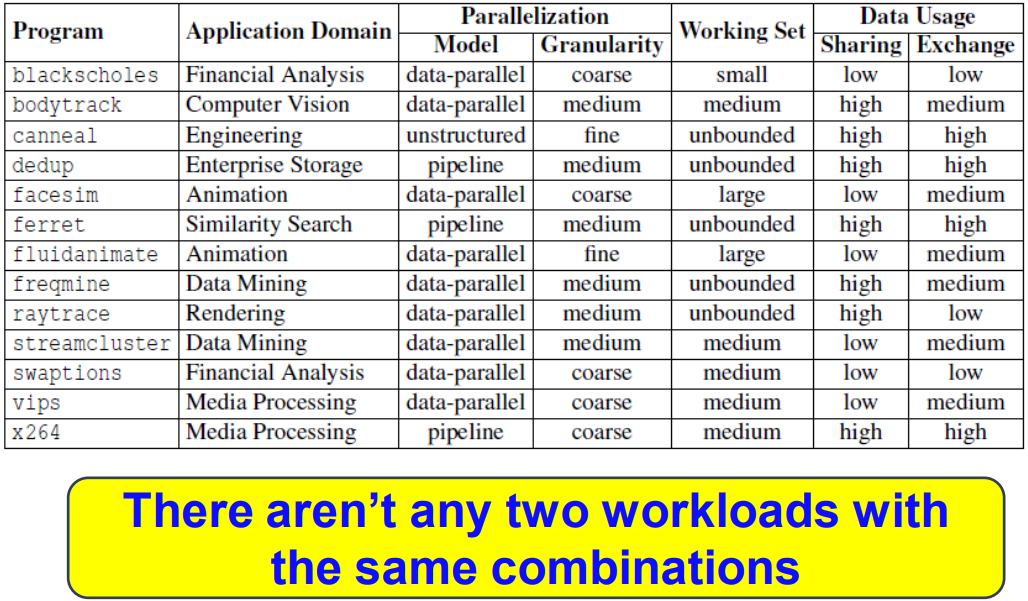 Program Application Domain Parallelization Working Set Data Usage
Model Granularity Sharing Exchange
blackscholes Financial Analysis data-parallel coarse small low low
bodytrack Computer Vision data-parallel medium medium high medium
canneal Engineering unstructured fine unbounded high high
dedup Enterprise Storage pipeline medium unbounded high high
facesim Animation data-parallel coarse large low medium
ferret Similarity Search pipeline medium unbounded high high
fluidanimate Animation data-parallel fine large low medium
freqmine Data Mining data-parallel medium unbounded high medium
raytrace Rendering data-parallel medium unbounded high low
streamcluster Data Mining data-parallel medium medium low medium
swaptions Financial Analysis data-parallel coarse medium low low
vips Media Processing data-parallel coarse medium low medium
x264 Media Processing pipeline coarse medium high high
There aren’t any two workloads with
the same combinations